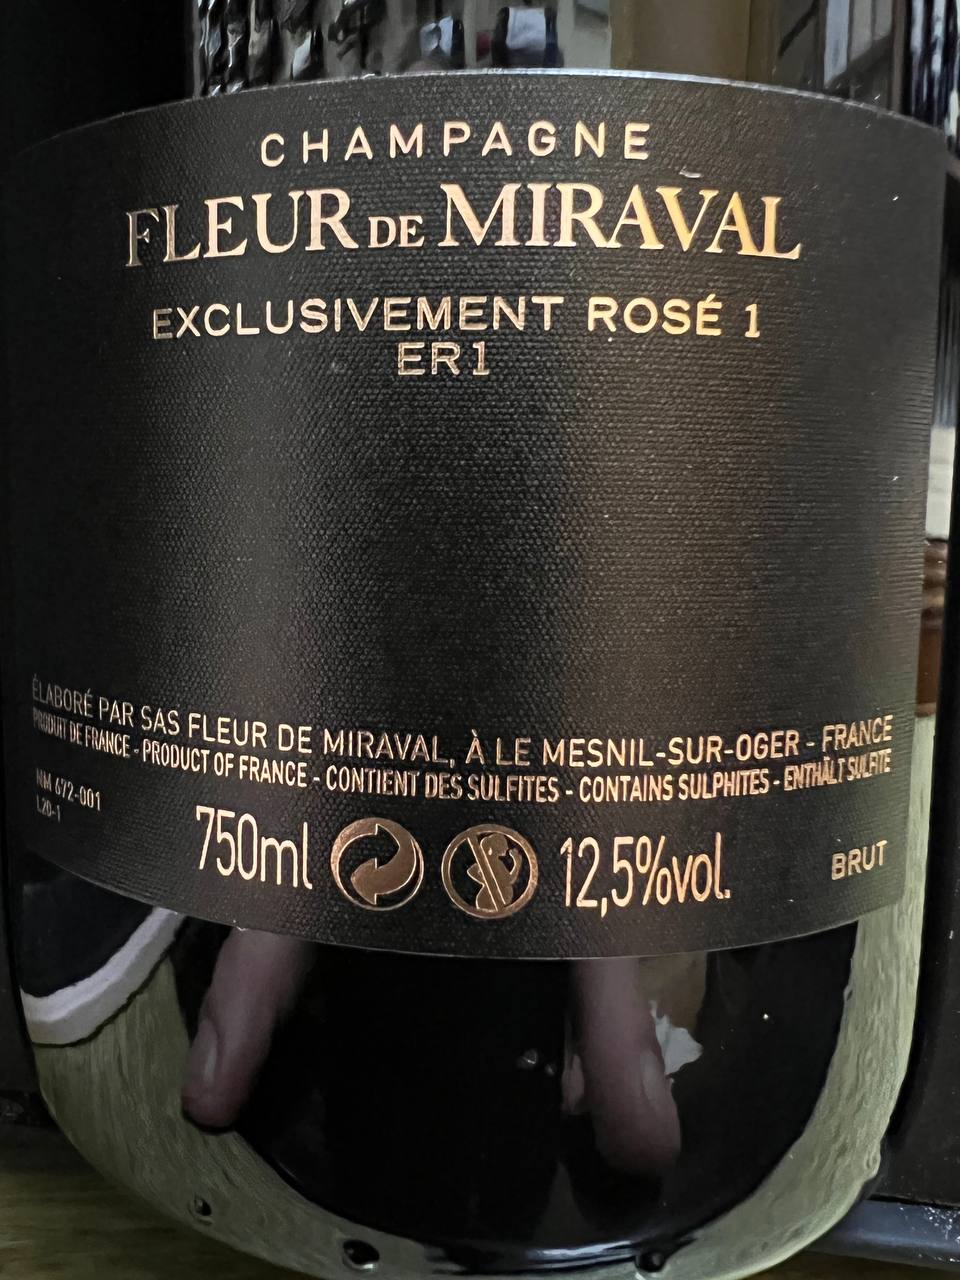 CHAMPAGNE
FLEUR DE MIRAVAL
EXCLUSIVEMENT ROSÉ 1
ER1
ÉLABORÉ PAR SAS FLEUR DE MIRAVAL, À LE MESNIL-SUR-OGER - FRANCE
PRODUIT DE FRANCE - PRODUCT OF FRANCE - CONTIENT DES SULFITES - CONTAINS SULPHITES - ENTHÄLT SULFITE
NM 672-001
L20-1
750ml 12,5%vol.
BRUT